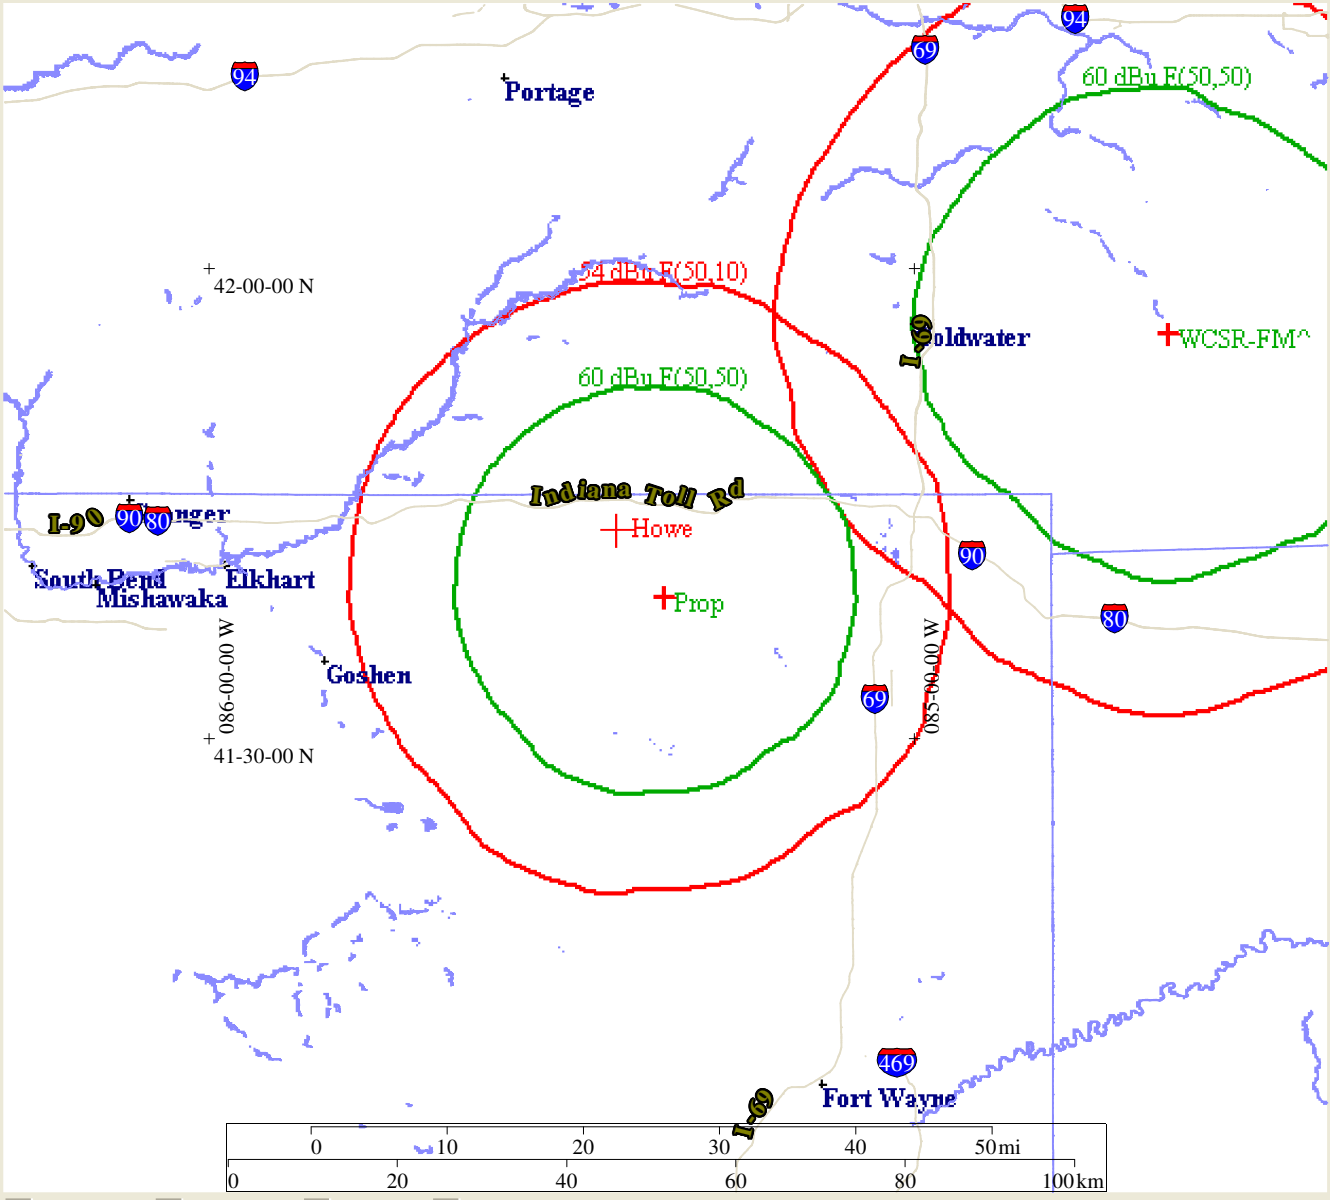 94
69
60 dBu F(50,50)
94
Portage
42-00-00 N
54 dBu F(50,10)
I-69
WCSR-FM^
60 dBu F(50,50)
Indiana Toll Rd
I-90
90
80
Howe
90
South Bend
Elkhart
Mishawaka
Prop
80
086-00-00 W
085-00-00 W
Goshen
69
41-30-00 N
469
Fort Wayne
I-69
0 10 20 30 40 50mi
0 20 40 60 80 100km